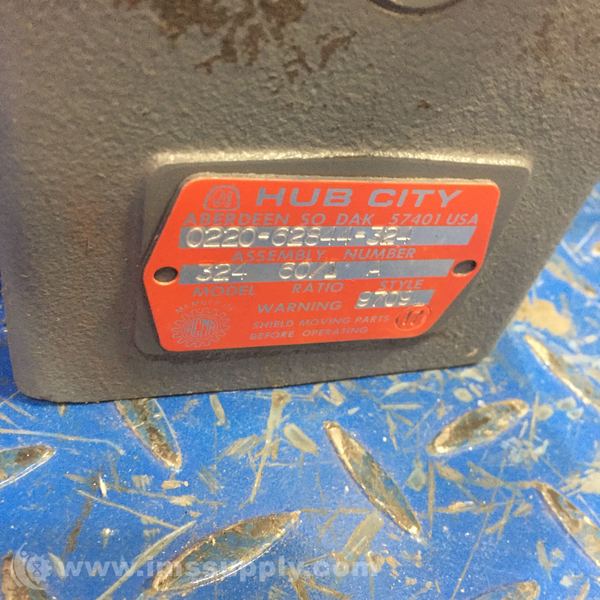 HUB CITY
ABERDEEN SO DAK 57401 USA
0220-62844-324
ASSEMBLY NUMBER
324 60/1 A
MODEL RATIO STYLE
WARNING 9709
SHIELD MOVING PARTS
BEFORE OPERATING
www.imssupply.com